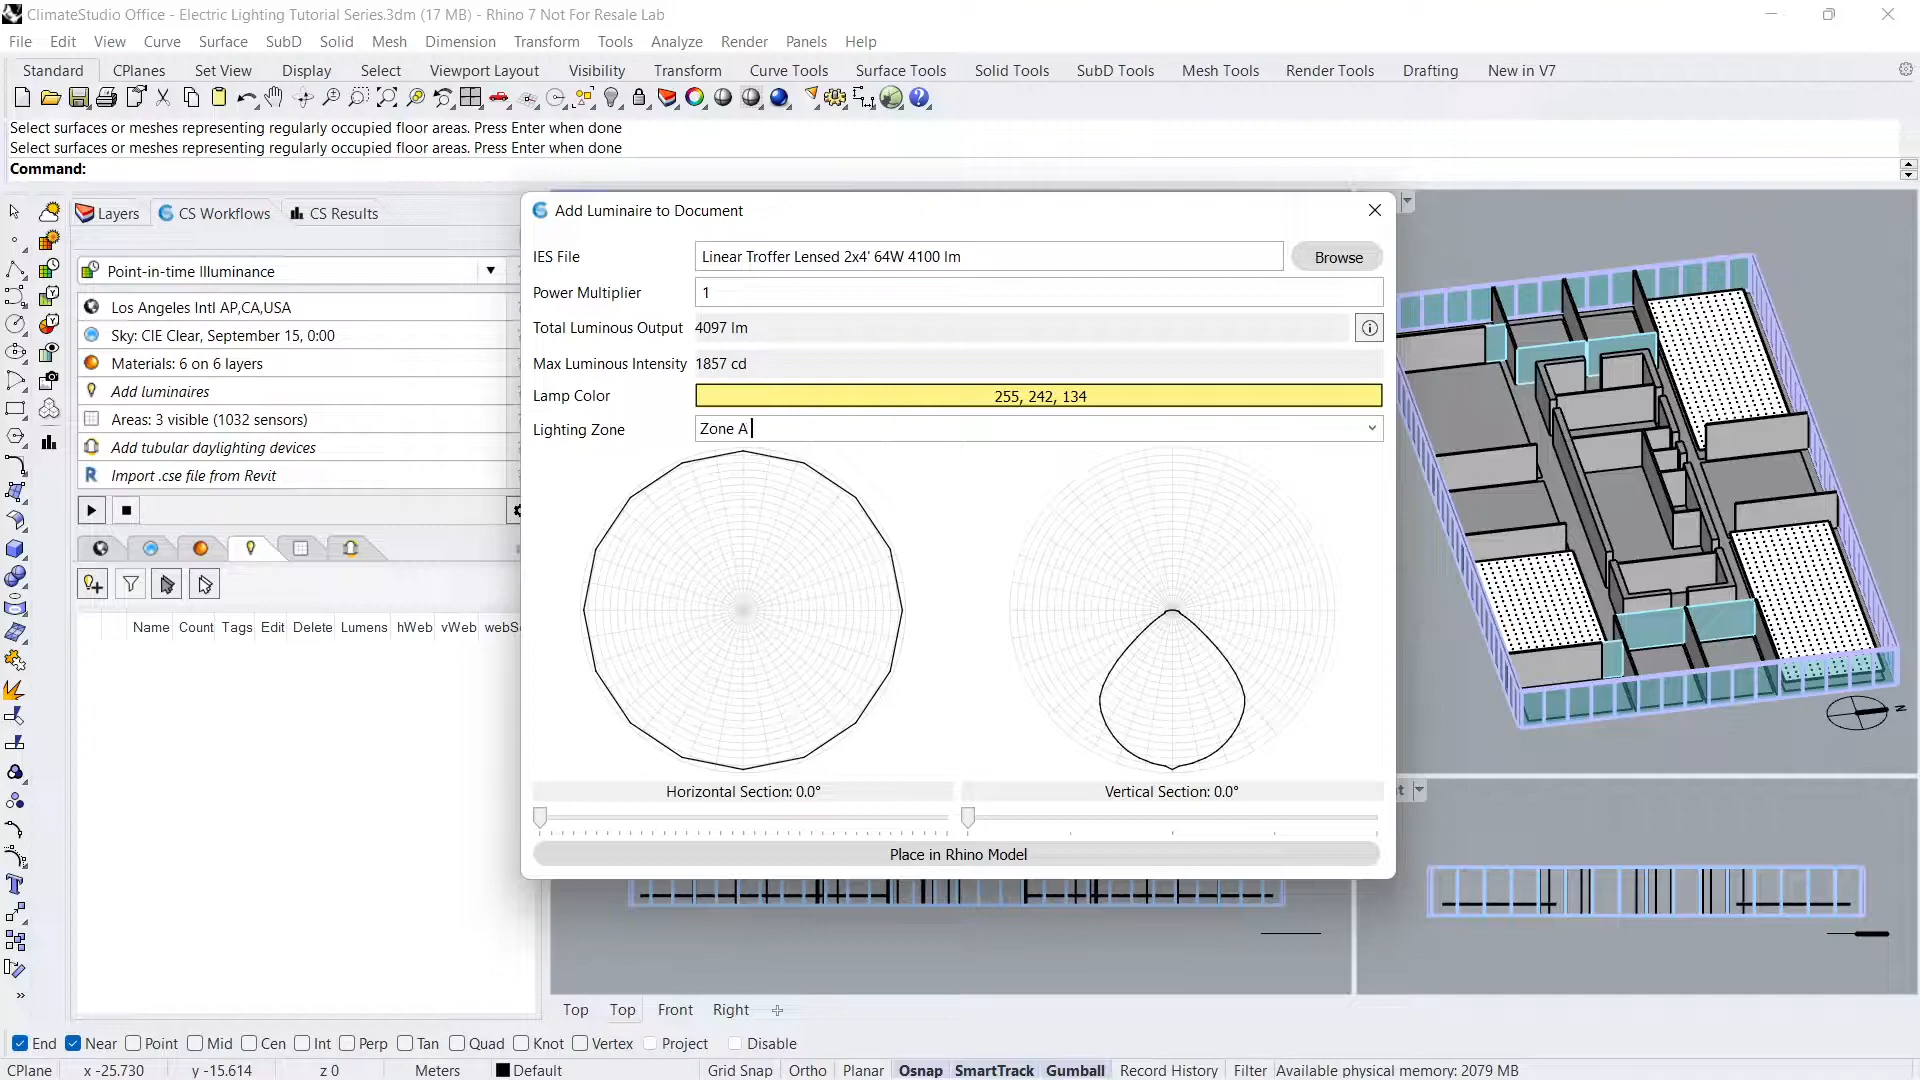 ClimateStudio Office - Electric Lighting Tutorial Series.3dm (17 MB) - Rhino 7 Not For Resale Lab
File Edit View Curve Surface SubD Solid Mesh Dimension Transform Tools Analyze Render Panels Help
Standard CPlanes Set View Display Select Viewport Layout Visibility Transform Curve Tools Surface Tools Solid Tools SubD Tools Mesh Tools Render Tools Drafting New in V7
Select surfaces or meshes representing regularly occupied floor areas. Press Enter when done
Select surfaces or meshes representing regularly occupied floor areas. Press Enter when done
Command:
Layers CS Workflows CS Results
Point-in-time Illuminance
Los Angeles Intl AP,CA,USA
Sky: CIE Clear, September 15, 0:00
Materials: 6 on 6 layers
Add luminaires
Areas: 3 visible (1032 sensors)
Add tubular daylighting devices
R Import .cse file from Revit
Name Count Tags Edit Delete Lumens hWeb vWeb
Add Luminaire to Document
IES File Linear Troffer Lensed 2x4' 64W 4100 lm Browse
Power Multiplier 1
Total Luminous Output 4097 lm
Max Luminous Intensity 1857 cd
Lamp Color 255, 242, 134
Lighting Zone Zone A
Horizontal Section: 0.0° Vertical Section: 0.0°
Place in Rhino Model
N
Top Top Front Right
End Near Point Mid Cen Int Perp Tan Quad Knot Vertex Project Disable
CPlane x -25.730 y -15.614 z 0 Meters Default Grid Snap Ortho Planar Osnap SmartTrack Gumball Record History Filter Available physical memory: 2079 MB